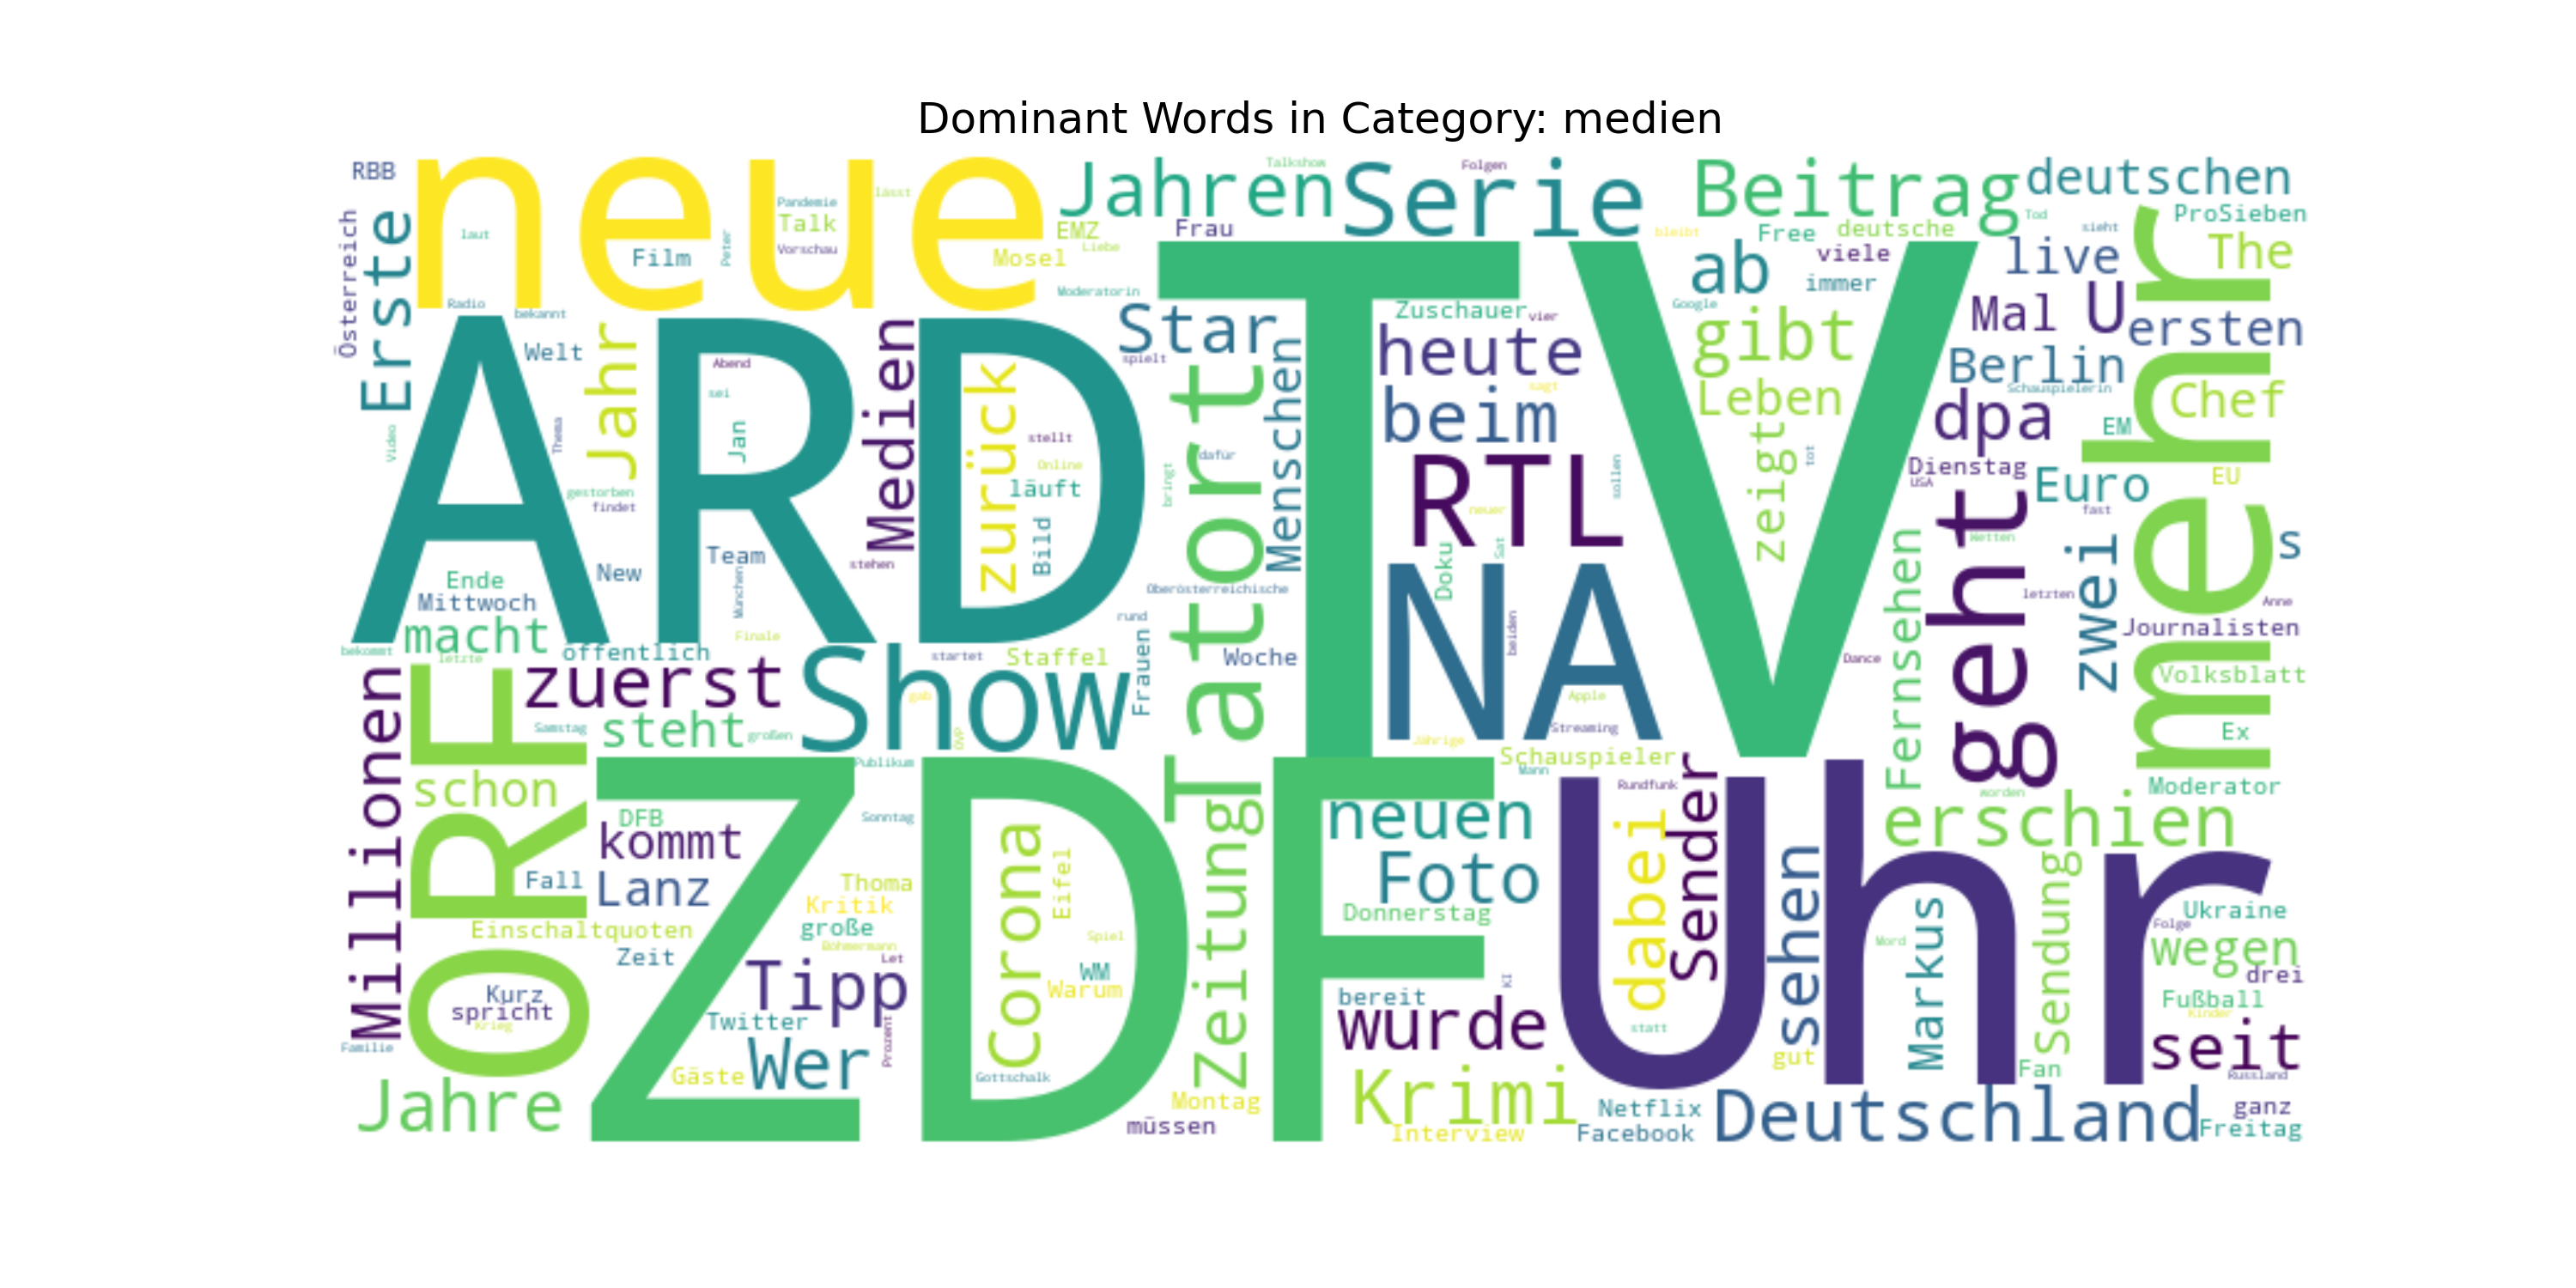 Dominant Words in Category: medien
RBB
neue
Jahren
Talkshow
Serie
Folgen
Beitrag
deutschen
Österreich
Erste
laut
Pandemie
Talk
Vorschau
lässt
Film
Peter
EMZ
Mosel
Liebe
Frau
Moderatorin
bleibt
Free
deutsche
Tod
ProSieben
sieht
The
live
viele
immer
ab
Google
Radio
bekannt
ARD
TV
mehr
Star
spielt
Zuschauer
vier
heute
gibt
Mal
U
ersten
Welt
Jahr
Abend
sei
Jan
Medien
zurück
stellt
Online
läuft
Bild
Tatort
Menschen
beim
sagt
Leben
Berlin
Schauspielerin
Chef
dpa
EM
Video
Thema
gestorben
findet
bringt
dafür
RTL
neuer
sollen
zeigt
tot
Dienstag
USA
Euro
EU
fast
geht
Wetten
zwei
s
Ende
Mittwoch
New
Team
München
stehen
Oberösterreichische
Doku
Sat
NA
beiden
Fernsehen
letzten
Anne
Journalisten
macht
Finale
rund
bekommt
letzte
öffentlich
startet
Staffel
Frauen
Woche
Dance
Volksblatt
Millionen
ORF
zuerst
Show
gab
ÖVP
Apple
Streaming
Samstag
steht
großen
Jährige
Schauspieler
Mann
Ex
schon
Publikum
ZDF
Rundfunk
Uhr
Moderator
worden
DFB
kommt
Sonntag
Zeitung
neuen
dabei
Sender
erschien
Fall
Lanz
Thoma
Kritik
große
Böhmermann
Let
Corona
Eifel
Spiel
Foto
Donnerstag
sehen
Mord
Markus
Sendung
Ukraine
Folge
wegen
drei
Einschaltquoten
Zeit
Kurz
spricht
Krieg
Tipp
WM
Warum
KI
bereit
Fußball
Kinder
Familie
Twitter
Prozent
wurde
statt
seit
Russland
Jahre
Gäste
Wer
Gottschalk
Montag
müssen
Krimi
Interview
Netflix
Facebook
gut
Fan
Deutschland
ganz
Freitag